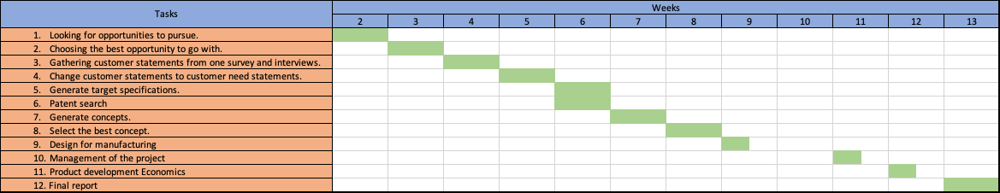 Tasks
Weeks
2 3 4 5 6 7 8 9 10 11 12 13
1. Looking for opportunities to pursue.
2. Choosing the best opportunity to go with.
3. Gathering customer statements from one survey and interviews.
4. Change customer statements to customer need statements.
5. Generate target specifications.
6. Patent search
7. Generate concepts.
8. Select the best concept.
9. Design for manufacturing
10. Management of the project
11. Product development Economics
12. Final report